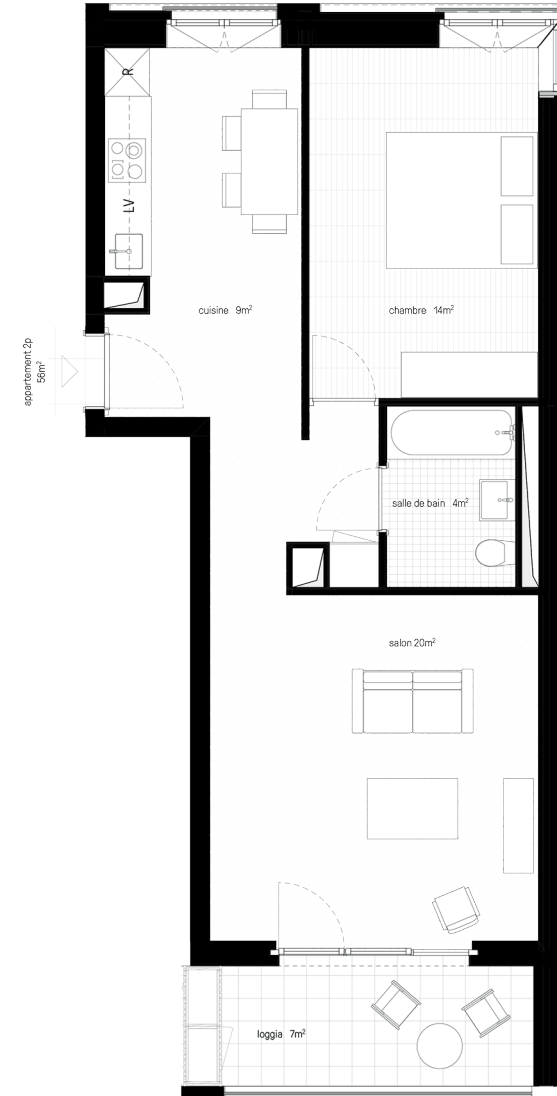 R
LV
cuisine 9m²
chambre 14m²
appartement 2p
56m²
salle de bain 4m²
salon 20m²
loggia 7m²